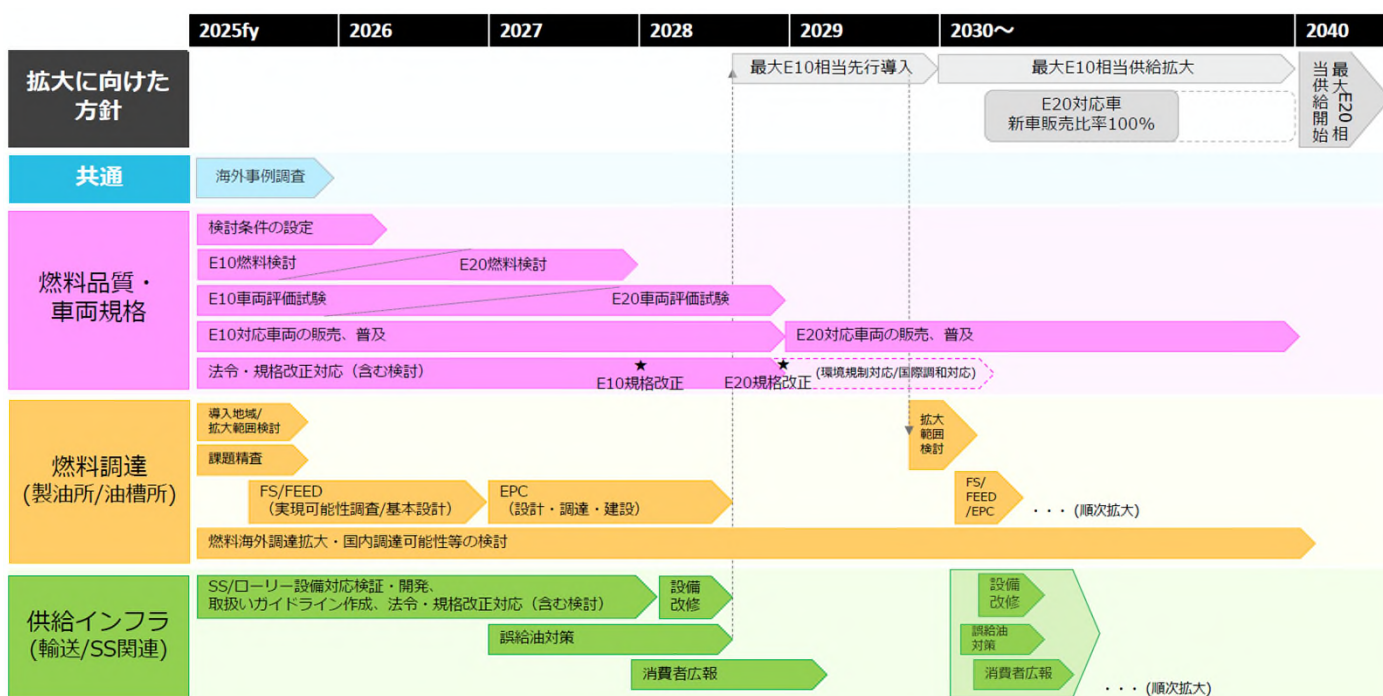 2025fy
2026
2027
2028
2029
2030～
2040
拡大に向けた
方針
最大E10相当先行導入
最大E10相当供給拡大
E20対応車
新車販売比率100%
最大E20相
当供給開始
共通
海外事例調査
燃料品質・
車両規格
検討条件の設定
E10燃料検討
E20燃料検討
E10車両評価試験
E20車両評価試験
E10対応車両の販売、普及
E20対応車両の販売、普及
法令・規格改正対応（含む検討）
★
E10規格改正
★
E20規格改正
(環境規制対応/国際調和対応)
燃料調達
(製油所/油槽所)
導入地域/
拡大範囲検討
課題精査
FS/FEED
（実現可能性調査/基本設計）
EPC
（設計・調達・建設）
拡大
範囲
検討
FS/
FEED
/EPC
・・・（順次拡大）
燃料海外調達拡大・国内調達可能性等の検討
供給インフラ
(輸送/SS関連)
SS/ローリー設備対応検証・開発、
取扱いガイドライン作成、法令・規格改正対応（含む検討）
設備
改修
誤給油対策
消費者広報
設備
改修
誤給油
対策
消費者広報
・・・（順次拡大）